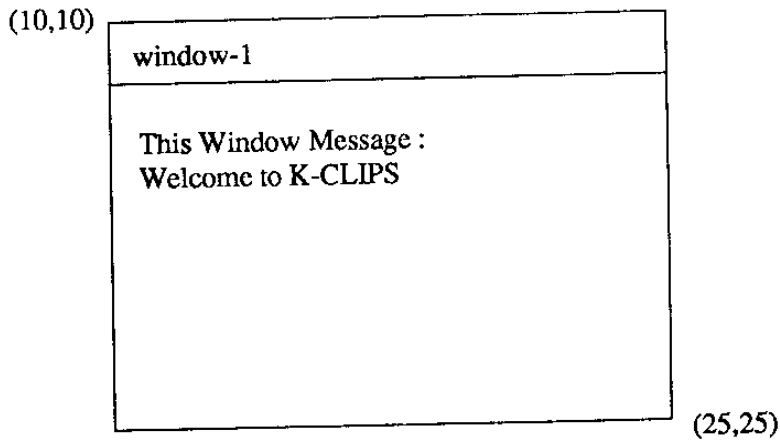 (10,10)
window-1
This Window Message :
Welcome to K-CLIPS
(25,25)